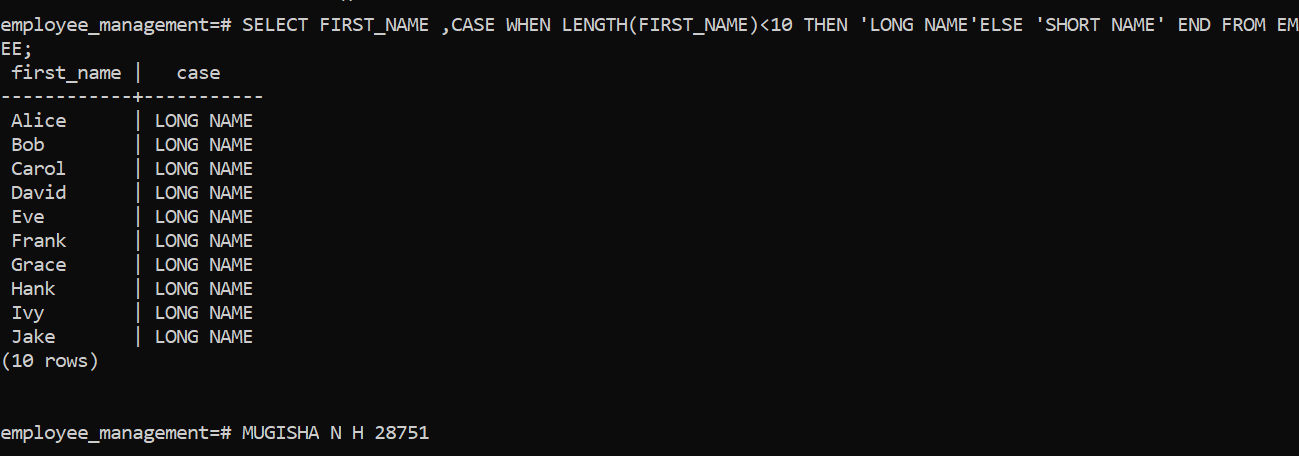 employee_management=# SELECT FIRST_NAME ,CASE WHEN LENGTH(FIRST_NAME)<10 THEN 'LONG NAME'ELSE 'SHORT NAME' END FROM EM
EE;
 first_name |   case
------------+-----------
 Alice      | LONG NAME
 Bob        | LONG NAME
 Carol      | LONG NAME
 David      | LONG NAME
 Eve        | LONG NAME
 Frank      | LONG NAME
 Grace      | LONG NAME
 Hank       | LONG NAME
 Ivy        | LONG NAME
 Jake       | LONG NAME
(10 rows)
employee_management=# MUGISHA N H 28751